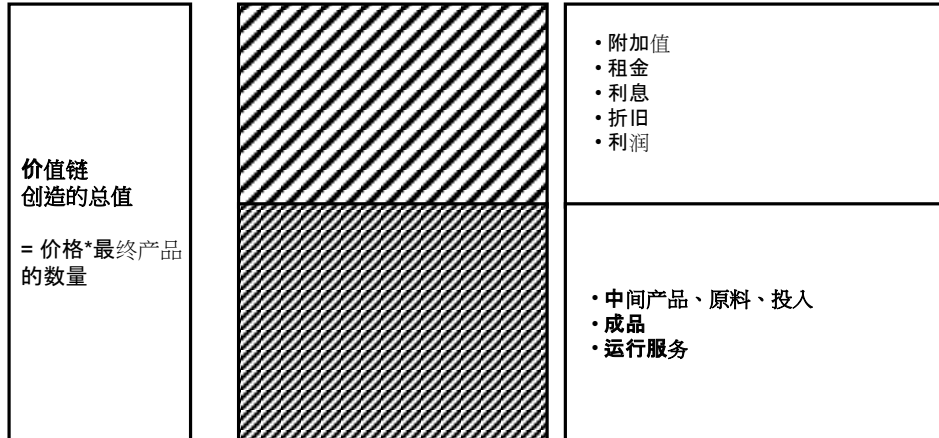 价值链
创造的总值
= 价格*最终产品
的数量
• 附加值
• 租金
• 利息
• 折旧
• 利润
• 中间产品、原料、投入
• 成品
• 运行服务